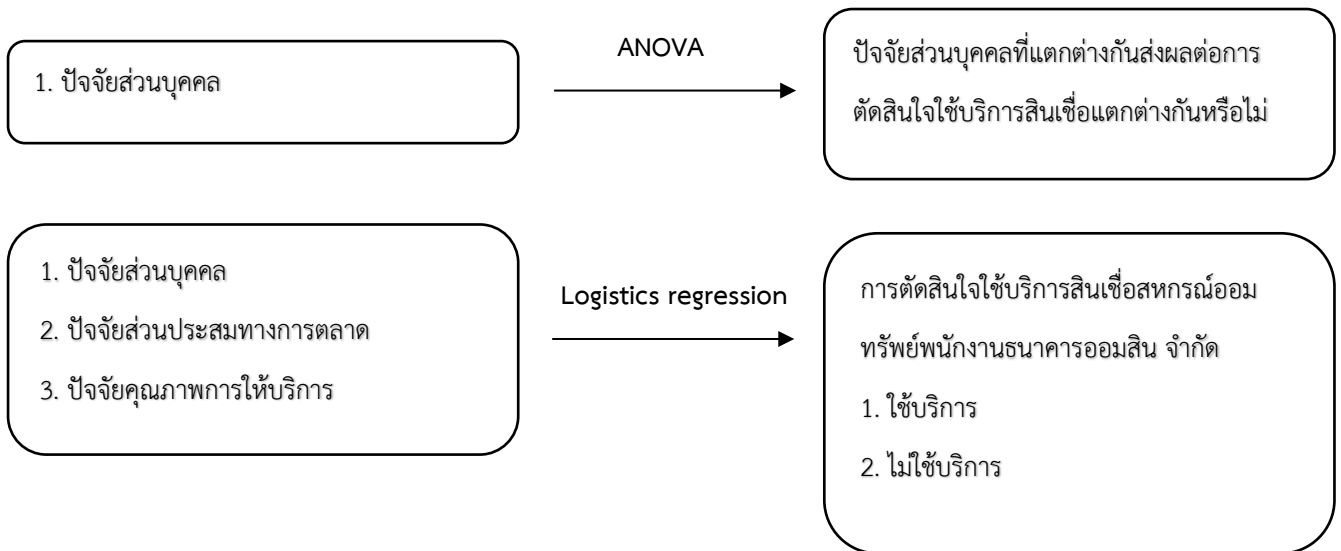 1. ปัจจัยส่วนบุคคล
ANOVA
ปัจจัยส่วนบุคคลที่แตกต่างกันส่งผลต่อการ
ตัดสินใจใช้บริการสินเชื่อแตกต่างกันหรือไม่
1. ปัจจัยส่วนบุคคล
2. ปัจจัยส่วนประสมทางการตลาด
3. ปัจจัยคุณภาพการให้บริการ
Logistics regression
การตัดสินใจใช้บริการสินเชื่อสหกรณ์ออม
ทรัพย์พนักงานธนาคารออมสิน จำกัด
1. ใช้บริการ
2. ไม่ใช้บริการ